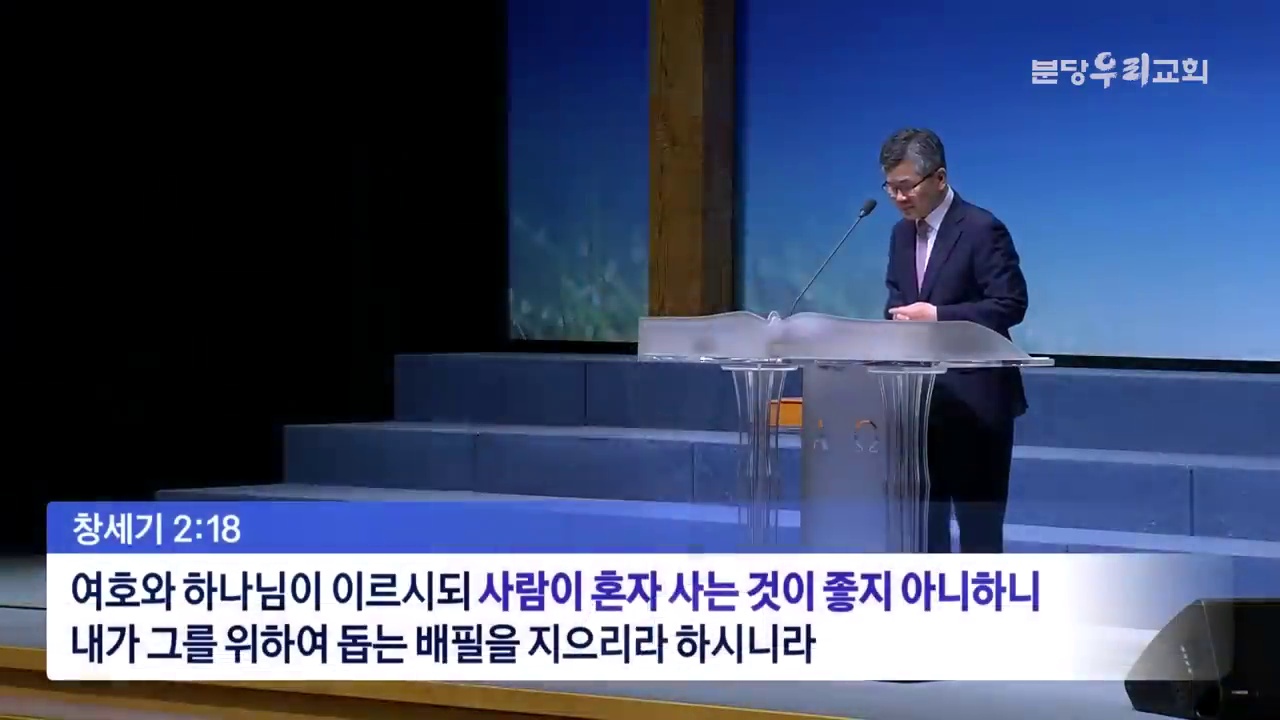 분당우리교회
Α Ω
창세기 2:18
여호와 하나님이 이르시되 사람이 혼자 사는 것이 좋지 아니하니
내가 그를 위하여 돕는 배필을 지으리라 하시니라